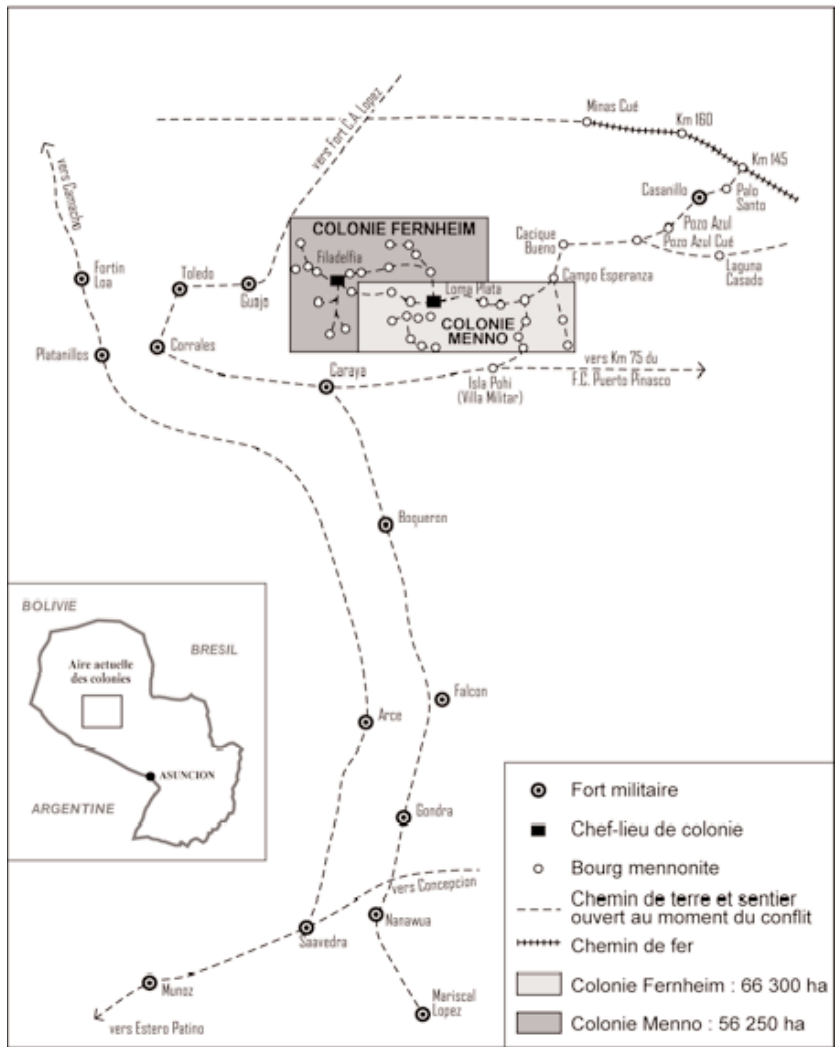 Minas Cué
Km 160
vers Fort C.A. Lopez
Km 145
vers Camacho
Casanillo
Palo
Santo
COLONIE FERNHEIM
Pozo Azul
Cacique
Bueno
Pozo Azul Cué
Filadelfia
Fortin
Loa
Toledo
Laguna
Casado
Guajo
Loma Plata
Campo Esperanza
COLONIE
MENNO
Platanillos
Corrales
vers Km 75 du
F.C. Puerto Pinasco
Caraya
Isla Pohi
(Villa Militar)
Boqueron
BOLIVIE
BRESIL
Aire actuelle
des colonies
ASUNCION
ARGENTINE
Falcon
Arce
Gondra
vers Concepcion
Nanawua
Saavedra
Munoz
Mariscal
Lopez
vers Estero Patino
Fort militaire
Chef-lieu de colonie
Bourg mennonite
Chemin de terre et sentier
ouvert au moment du conflit
Chemin de fer
Colonie Fernheim : 66 300 ha
Colonie Menno : 56 250 ha